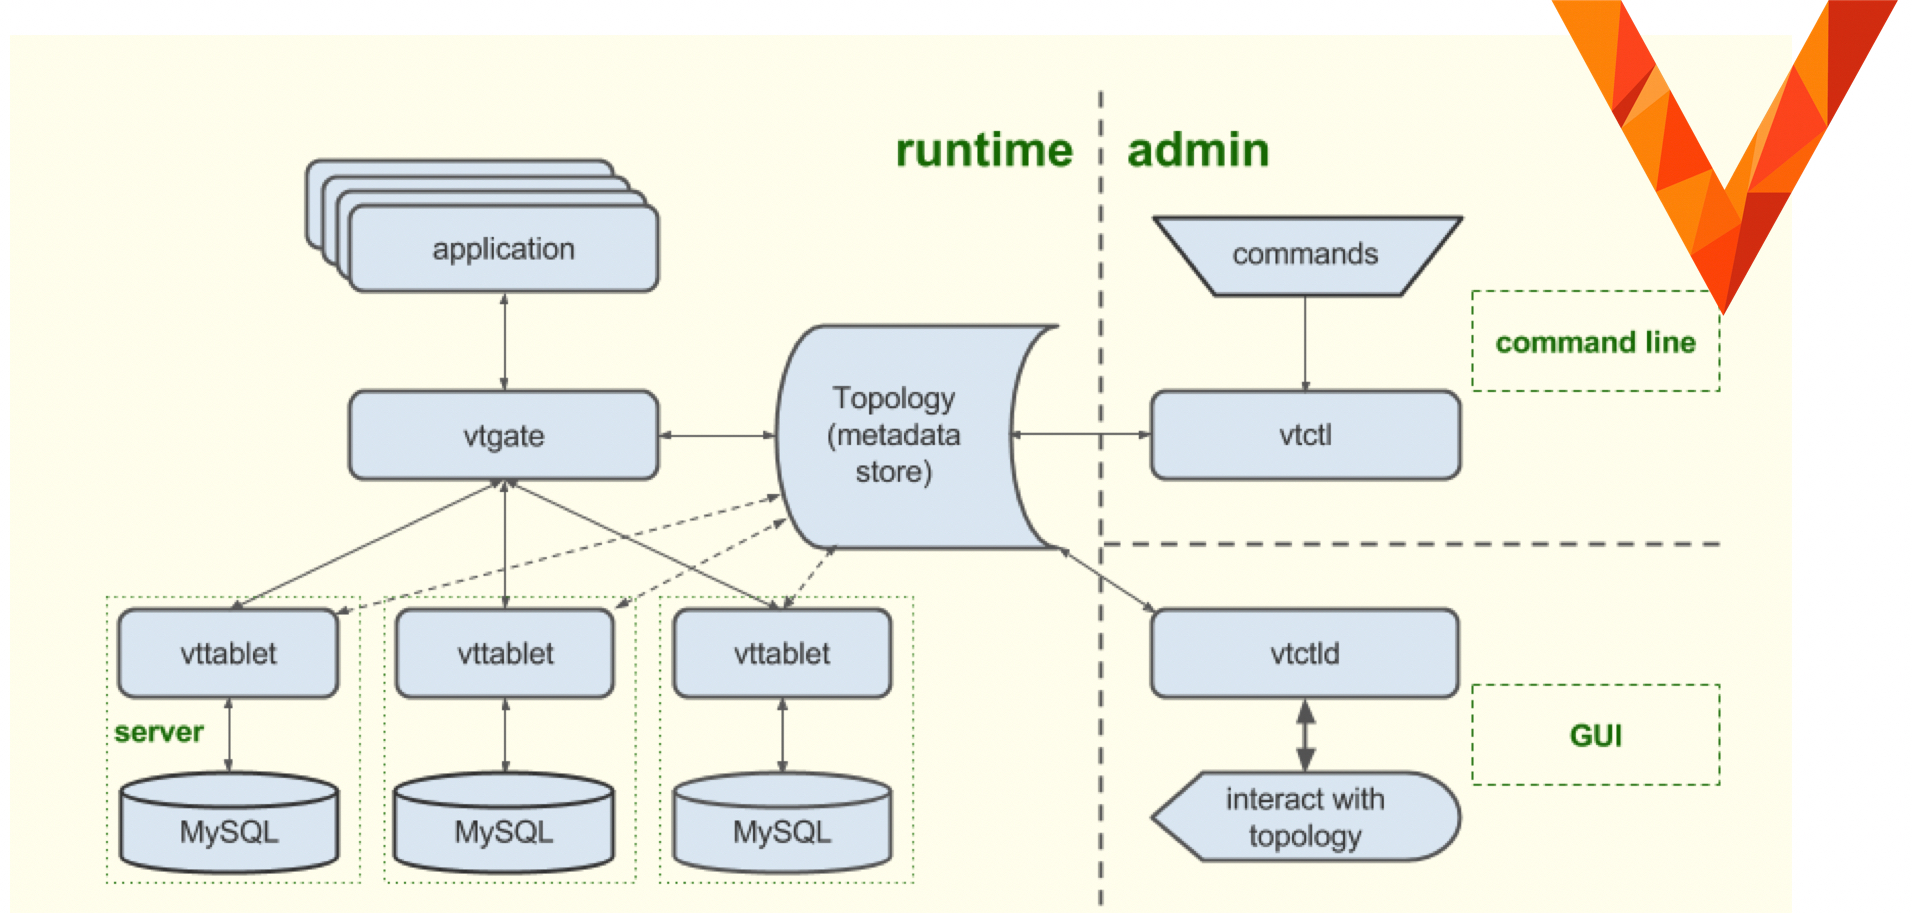 runtime
admin
application
commands
command line
Topology
(metadata
store)
vtgate
vtctl
vttablet
vttablet
vttablet
vtctld
server
GUI
MySQL
MySQL
MySQL
interact with
topology